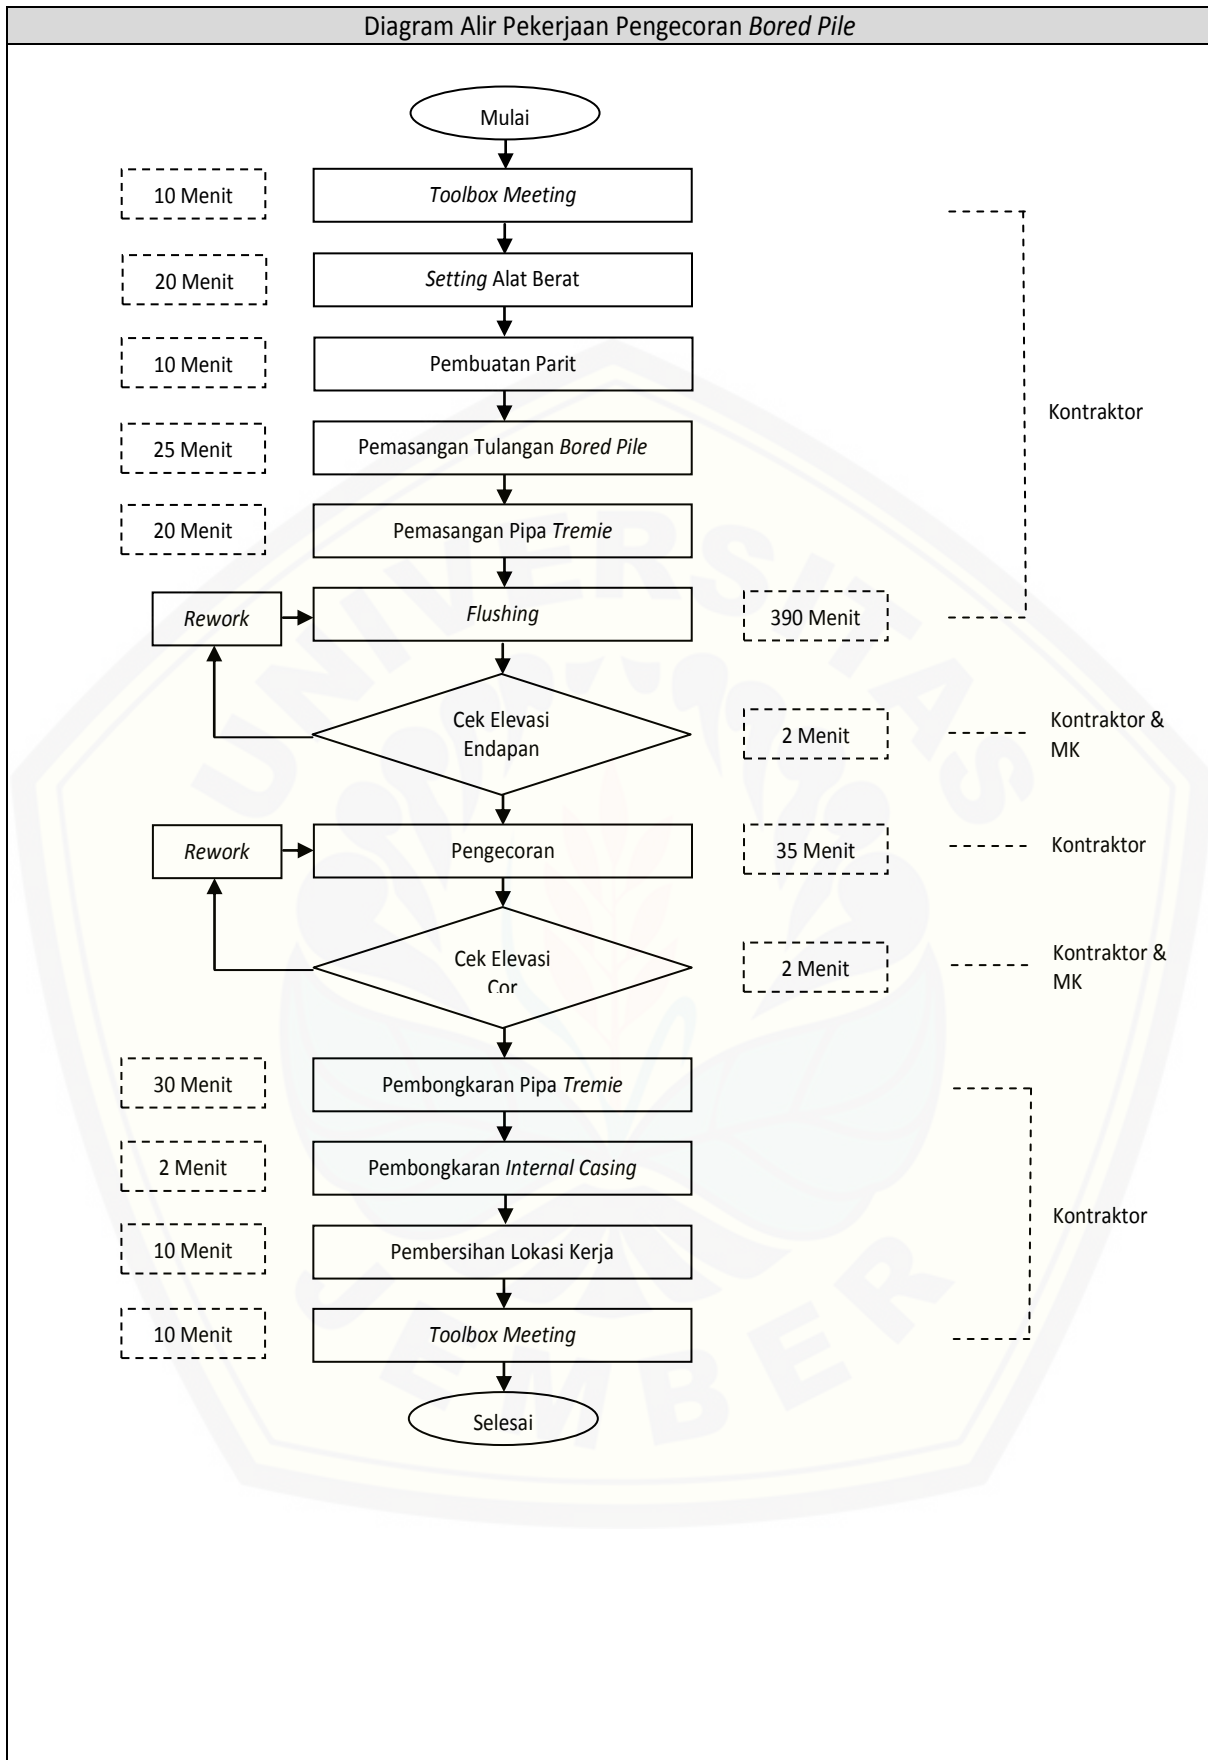 Diagram Alir Pekerjaan Pengecoran Bored Pile
Mulai
10 Menit
Toolbox Meeting
20 Menit
Setting Alat Berat
10 Menit
Pembuatan Parit
Kontraktor
25 Menit
Pemasangan Tulangan Bored Pile
20 Menit
Pemasangan Pipa Tremie
Rework
Flushing
390 Menit
Cek Elevasi
Endapan
2 Menit
Kontraktor &
MK
Rework
Pengecoran
35 Menit
Kontraktor
Cek Elevasi
Cor
2 Menit
Kontraktor &
MK
30 Menit
Pembongkaran Pipa Tremie
2 Menit
Pembongkaran Internal Casing
Kontraktor
10 Menit
Pembersihan Lokasi Kerja
10 Menit
Toolbox Meeting
Selesai
UNIVERSITAS
JEMBER